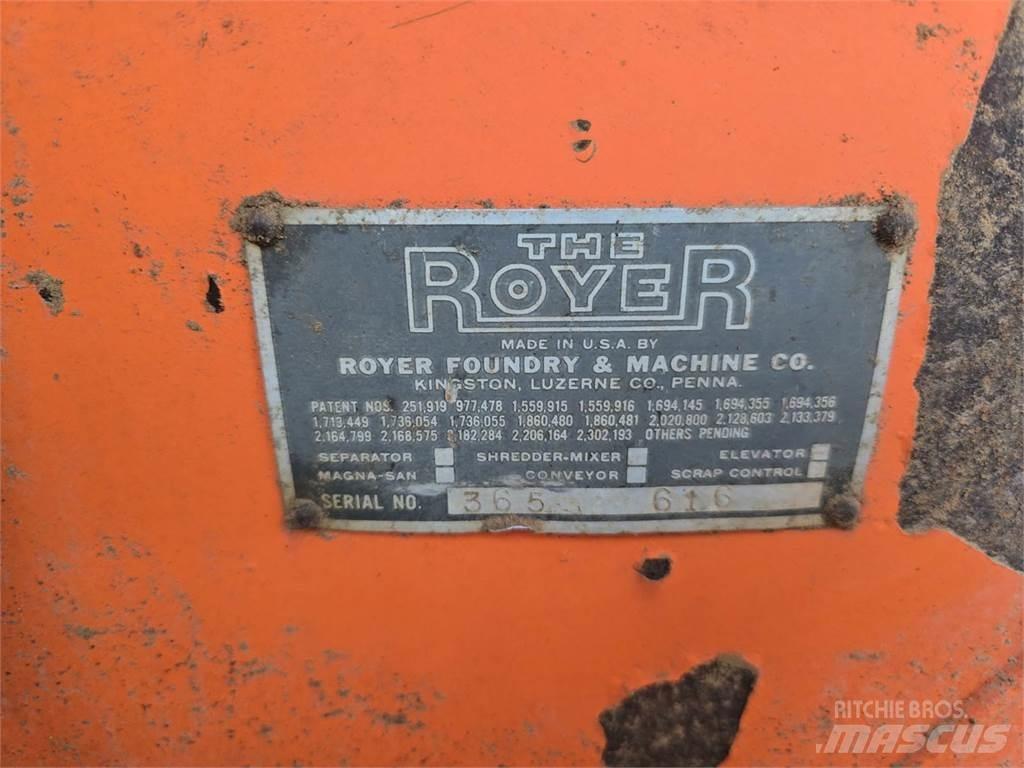 THE
ROYER
MADE IN U.S.A. BY
ROYER FOUNDRY & MACHINE CO.
KINGSTON, LUZERNE CO., PENNA.
PATENT NOS. 251,919 977,478 1,559,915 1,559,916 1,694,145 1,694,355 1,694,356
1,713,449 1,736,054 1,736,055 1,860,480 1,860,481 2,020,800 2,128,603 2,133,379
2,164,799 2,168,575 2,182,284 2,206,164 2,302,193 OTHERS PENDING
SEPARATOR SHREDDER-MIXER ELEVATOR
MAGNA-SAN CONVEYOR SCRAP CONTROL
SERIAL NO. 365 616
RITCHIE BROS.
MASCUS